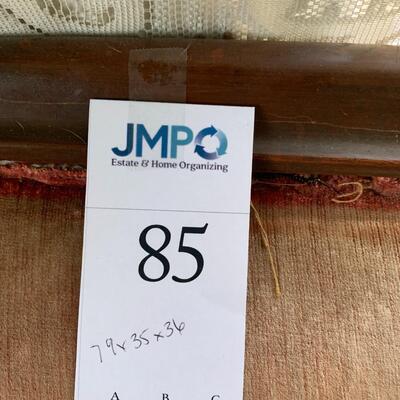 JMPO
Estate & Home Organizing
85
79x35x36
A B C